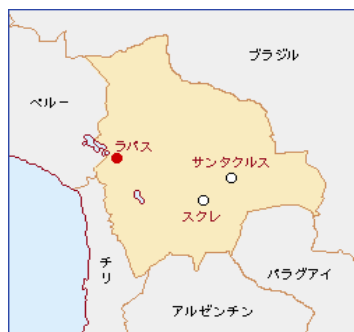 ブラジル
ペルー
ラパス
サンタクルス
スクレ
チリ
パラグアイ
アルゼンチン